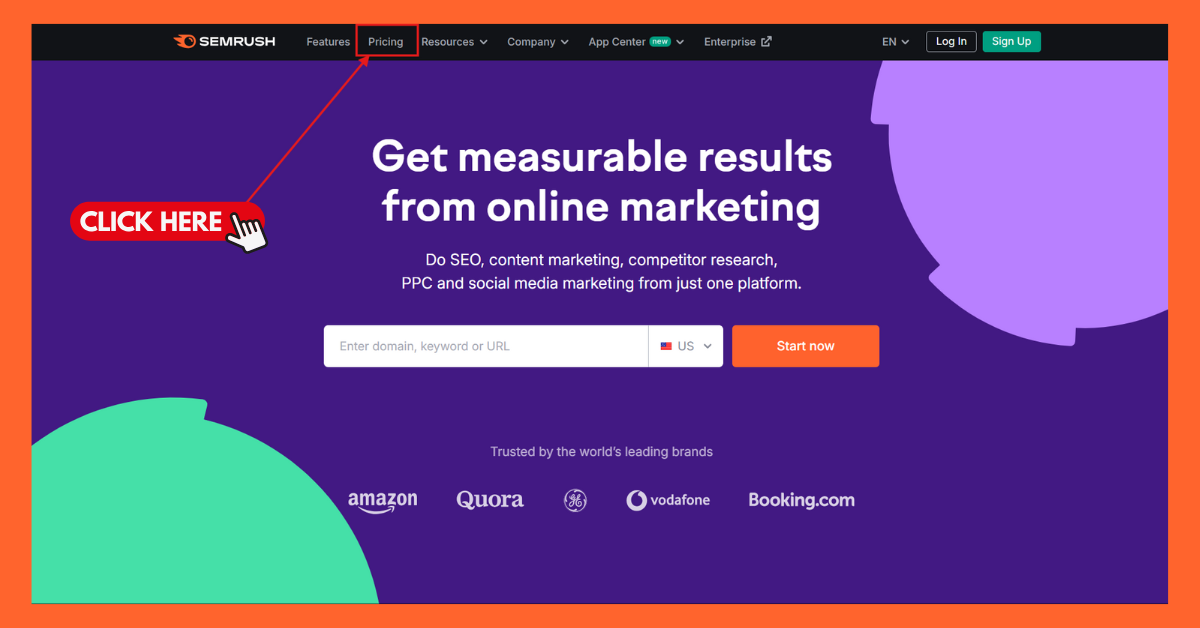 SEMRUSH Features Pricing Resources Company App Center new Enterprise EN Log In Sign Up
Get measurable results
from online marketing
CLICK HERE
Do SEO, content marketing, competitor research,
PPC and social media marketing from just one platform.
Enter domain, keyword or URL US Start now
Trusted by the world's leading brands
amazon Quora GE vodafone Booking.com